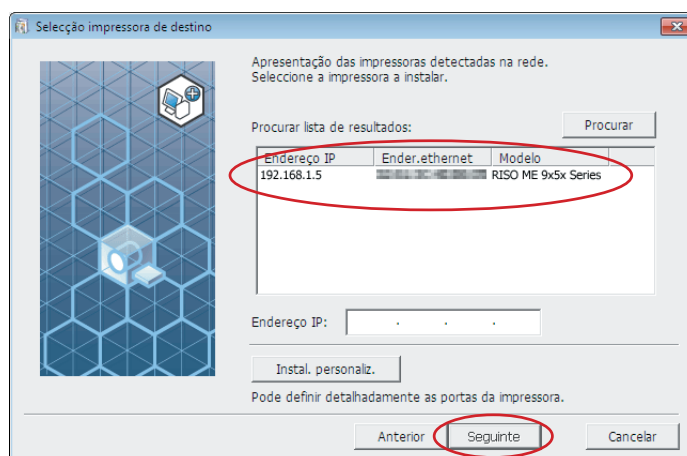 Selecção impressora de destino
Apresentação das impressoras detectadas na rede.
Seleccione a impressora a instalar.
Procurar lista de resultados:
Procurar
Endereço IP Ender.ethernet Modelo
192.168.1.5 RISO ME 9x5x Series
Endereço IP: . . .
Instal. personaliz.
Pode definir detalhadamente as portas da impressora.
Anterior Seguinte Cancelar